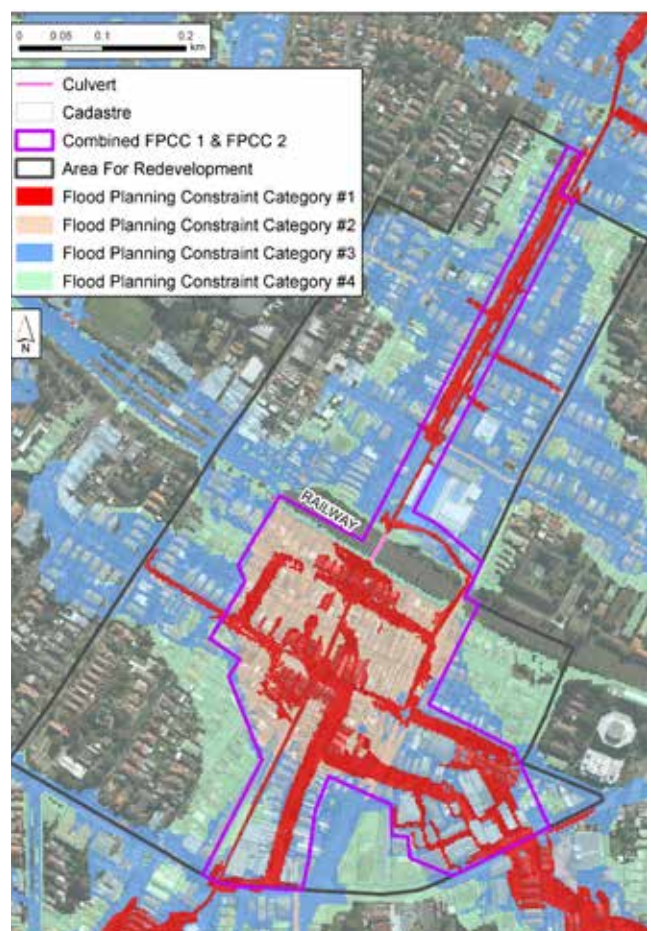 0 0.05 0.1 0.2
km
Culvert
Cadastre
Combined FPCC 1 & FPCC 2
Area For Redevelopment
Flood Planning Constraint Category #1
Flood Planning Constraint Category #2
Flood Planning Constraint Category #3
Flood Planning Constraint Category #4
N
RAILWAY